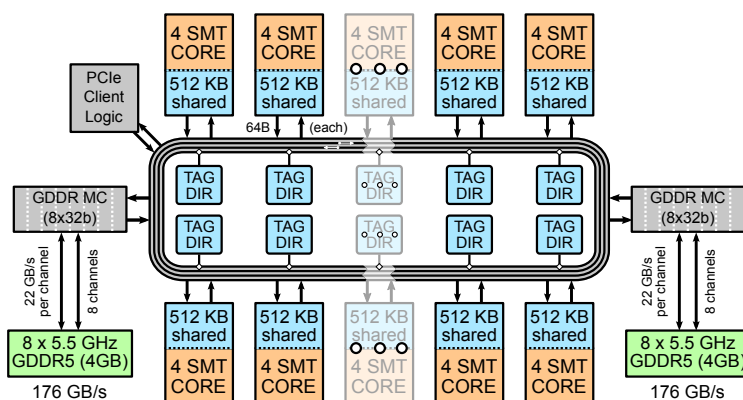 4 SMT
CORE
512 KB
shared
4 SMT
CORE
512 KB
shared
4 SMT
CORE
512 KB
shared
4 SMT
CORE
512 KB
shared
4 SMT
CORE
512 KB
shared
PCIe
Client
Logic
64B
(each)
TAG
DIR
TAG
DIR
TAG
DIR
TAG
DIR
TAG
DIR
GDDR MC
(8x32b)
GDDR MC
(8x32b)
TAG
DIR
TAG
DIR
TAG
DIR
TAG
DIR
TAG
DIR
22 GB/s
per channel
8 channels
22 GB/s
per channel
8 channels
8 x 5.5 GHz
GDDR5 (4GB)
176 GB/s
512 KB
shared
4 SMT
CORE
512 KB
shared
4 SMT
CORE
512 KB
shared
4 SMT
CORE
512 KB
shared
4 SMT
CORE
512 KB
shared
4 SMT
CORE
8 x 5.5 GHz
GDDR5 (4GB)
176 GB/s